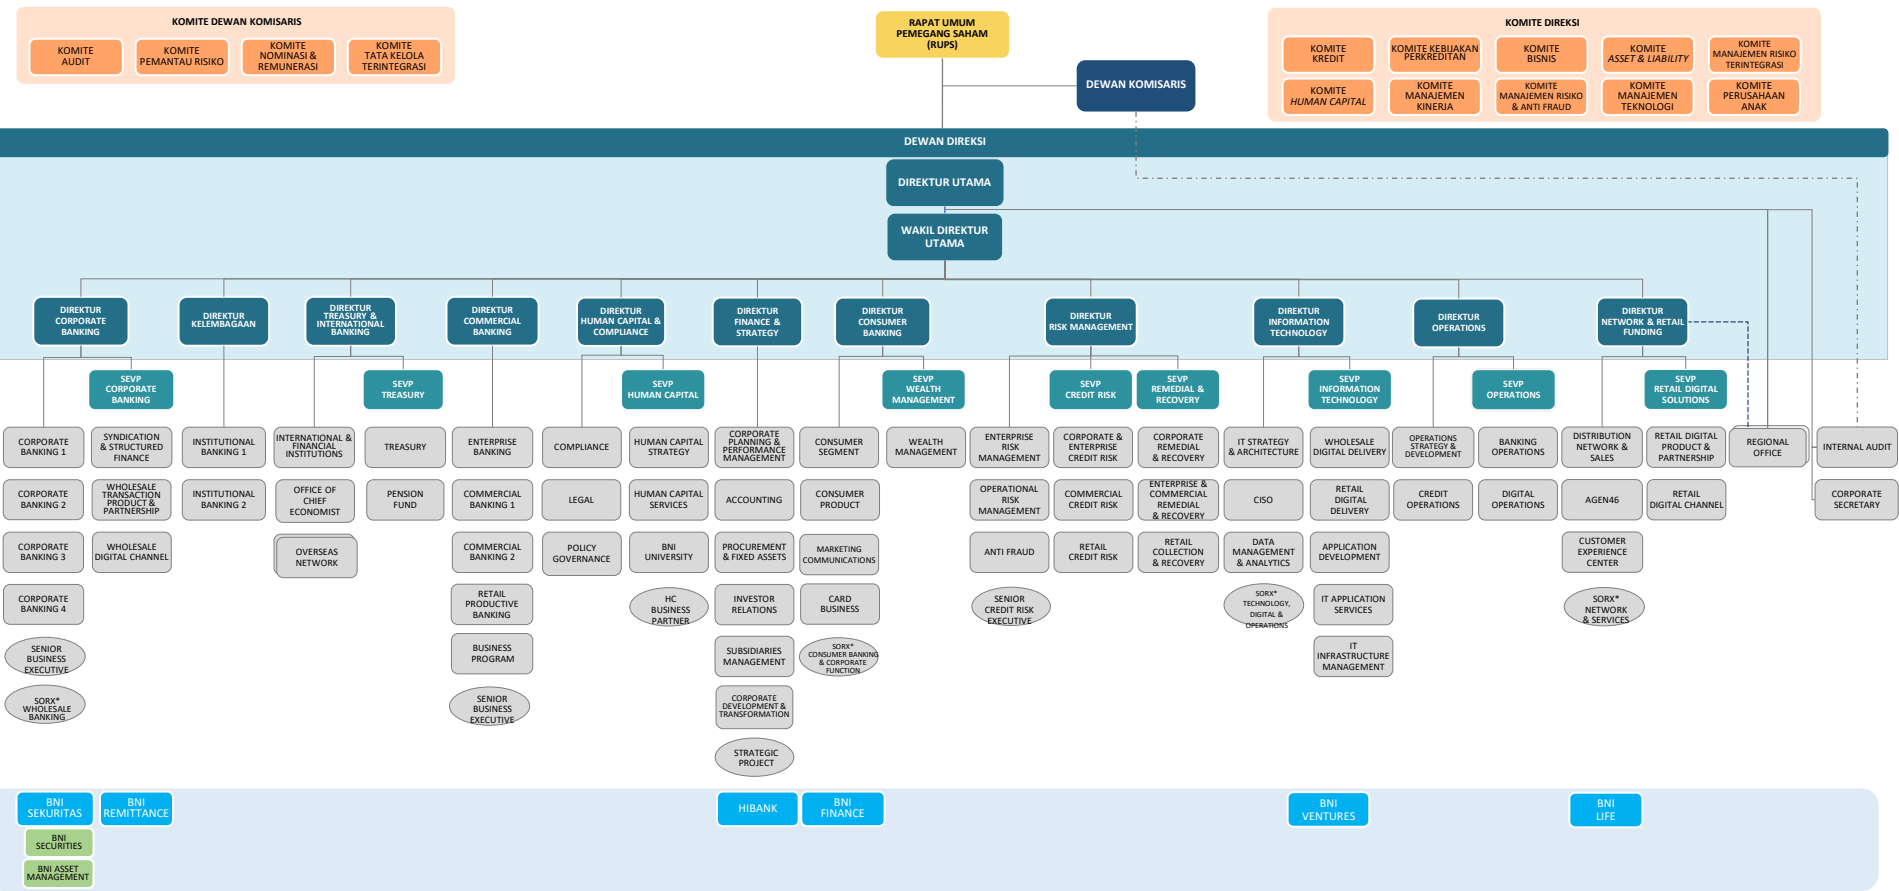 KOMITE DEWAN KOMISARIS
KOMITE
AUDIT
KOMITE
PEMANTAU RISIKO
KOMITE
NOMINASI &
REMUNERASI
KOMITE
TATA KELOLA
TERINTEGRASI
RAPAT UMUM
PEMEGANG SAHAM
(RUPS)
DEWAN KOMISARIS
KOMITE DIREKSI
KOMITE
KREDIT
KOMITE KEBIJAKAN
PERKREDITAN
KOMITE
BISNIS
KOMITE
ASSET & LIABILITY
KOMITE
MANAJEMEN RISIKO
TERINTEGRASI
KOMITE
HUMAN CAPITAL
KOMITE
MANAJEMEN
KINERJA
KOMITE
MANAJEMEN RISIKO
& ANTI FRAUD
KOMITE
MANAJEMEN
TEKNOLOGI
KOMITE
PERUSAHAAN
ANAK
DEWAN DIREKSI
DIREKTUR UTAMA
WAKIL DIREKTUR
UTAMA
DIREKTUR
CORPORATE
BANKING
DIREKTUR
KELEMBAGAAN
DIREKTUR
TREASURY &
INTERNATIONAL
BANKING
DIREKTUR
COMMERCIAL
BANKING
DIREKTUR
HUMAN CAPITAL &
COMPLIANCE
DIREKTUR
FINANCE &
STRATEGY
DIREKTUR
CONSUMER
BANKING
DIREKTUR
RISK MANAGEMENT
DIREKTUR
INFORMATION
TECHNOLOGY
DIREKTUR
OPERATIONS
DIREKTUR
NETWORK & RETAIL
FUNDING
SEVP
CORPORATE
BANKING
SEVP
TREASURY
SEVP
HUMAN CAPITAL
SEVP
WEALTH
MANAGEMENT
SEVP
CREDIT RISK
SEVP
REMEDIAL &
RECOVERY
SEVP
INFORMATION
TECHNOLOGY
SEVP
OPERATIONS
SEVP
RETAIL DIGITAL
SOLUTIONS
CORPORATE
BANKING 1
SYNDICATION
& STRUCTURED
FINANCE
INSTITUTIONAL
BANKING 1
INTERNATIONAL &
FINANCIAL
INSTITUTIONS
TREASURY
ENTERPRISE
BANKING
COMPLIANCE
HUMAN CAPITAL
STRATEGY
CORPORATE
PLANNING &
PERFORMANCE
MANAGEMENT
CONSUMER
SEGMENT
WEALTH
MANAGEMENT
ENTERPRISE
RISK
MANAGEMENT
CORPORATE &
ENTERPRISE
CREDIT RISK
CORPORATE
REMEDIAL
& RECOVERY
IT STRATEGY
& ARCHITECTURE
WHOLESALE
DIGITAL DELIVERY
OPERATIONS
STRATEGY &
DEVELOPMENT
BANKING
OPERATIONS
DISTRIBUTION
NETWORK &
SALES
RETAIL DIGITAL
PRODUCT &
PARTNERSHIP
REGIONAL
OFFICE
INTERNAL AUDIT
CORPORATE
BANKING 2
WHOLESALE
TRANSACTION
PRODUCT &
PARTNERSHIP
INSTITUTIONAL
BANKING 2
OFFICE OF
CHIEF
ECONOMIST
PENSION
FUND
COMMERCIAL
BANKING 1
LEGAL
HUMAN CAPITAL
SERVICES
ACCOUNTING
CONSUMER
PRODUCT
OPERATIONAL
RISK
MANAGEMENT
COMMERCIAL
CREDIT RISK
ENTERPRISE &
COMMERCIAL
REMEDIAL
& RECOVERY
CISO
RETAIL
DIGITAL
DELIVERY
CREDIT
OPERATIONS
DIGITAL
OPERATIONS
AGEN46
RETAIL
DIGITAL CHANNEL
CORPORATE
SECRETARY
CORPORATE
BANKING 3
WHOLESALE
DIGITAL CHANNEL
OVERSEAS
NETWORK
COMMERCIAL
BANKING 2
POLICY
GOVERNANCE
BNI
UNIVERSITY
PROCUREMENT
& FIXED ASSETS
MARKETING
COMMUNICATIONS
ANTI FRAUD
RETAIL
CREDIT RISK
RETAIL
COLLECTION
& RECOVERY
DATA
MANAGEMENT
& ANALYTICS
APPLICATION
DEVELOPMENT
CUSTOMER
EXPERIENCE
CENTER
CORPORATE
BANKING 4
RETAIL
PRODUCTIVE
BANKING
HC
BUSINESS
PARTNER
INVESTOR
RELATIONS
CARD
BUSINESS
SENIOR
CREDIT RISK
EXECUTIVE
SORX*
TECHNOLOGY,
DIGITAL &
OPERATIONS
IT APPLICATION
SERVICES
SORX*
NETWORK
& SERVICES
SENIOR
BUSINESS
EXECUTIVE
BUSINESS
PROGRAM
SUBSIDIARIES
MANAGEMENT
SORX*
CONSUMER BANKING
& CORPORATE
FUNCTION
IT
INFRASTRUCTURE
MANAGEMENT
SORX*
WHOLESALE
BANKING
SENIOR
BUSINESS
EXECUTIVE
CORPORATE
DEVELOPMENT &
TRANSFORMATION
STRATEGIC
PROJECT
BNI
SEKURITAS
BNI
REMITTANCE
HIBANK
BNI
FINANCE
BNI
VENTURES
BNI
LIFE
BNI
SECURITIES
BNI ASSET
MANAGEMENT